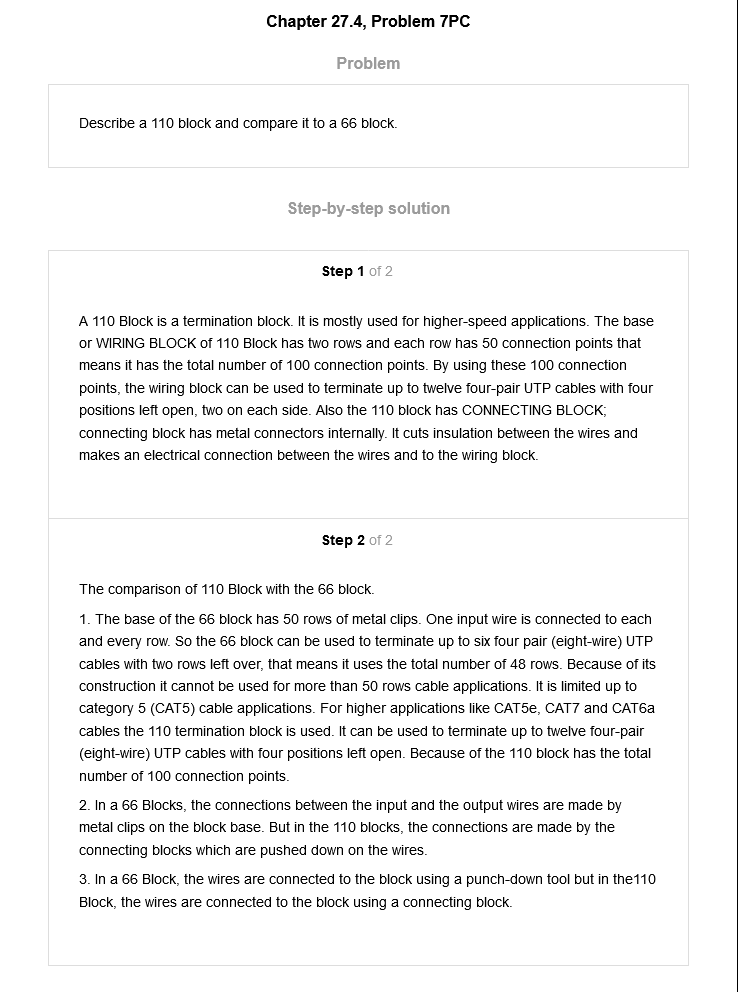 Chapter 27.4, Problem 7PC
Problem
Describe a 110 block and compare it to a 66 block.
Step-by-step solution
Step 1 of 2
A 110 Block is a termination block. It is mostly used for higher-speed applications. The base
or WIRING BLOCK of 110 Block has two rows and each row has 50 connection points that
means it has the total number of 100 connection points. By using these 100 connection
points, the wiring block can be used to terminate up to twelve four-pair UTP cables with four
positions left open, two on each side. Also the 110 block has CONNECTING BLOCK;
connecting block has metal connectors internally. It cuts insulation between the wires and
makes an electrical connection between the wires and to the wiring block.
Step 2 of 2
The comparison of 110 Block with the 66 block.
1. The base of the 66 block has 50 rows of metal clips. One input wire is connected to each
and every row. So the 66 block can be used to terminate up to six four pair (eight-wire) UTP
cables with two rows left over, that means it uses the total number of 48 rows. Because of its
construction it cannot be used for more than 50 rows cable applications. It is limited up to
category 5 (CAT5) cable applications. For higher applications like CAT5e, CAT7 and CAT6a
cables the 110 termination block is used. It can be used to terminate up to twelve four-pair
(eight-wire) UTP cables with four positions left open. Because of the 110 block has the total
number of 100 connection points.
2. In a 66 Blocks, the connections between the input and the output wires are made by
metal clips on the block base. But in the 110 blocks, the connections are made by the
connecting blocks which are pushed down on the wires.
3. In a 66 Block, the wires are connected to the block using a punch-down tool but in the110
Block, the wires are connected to the block using a connecting block.